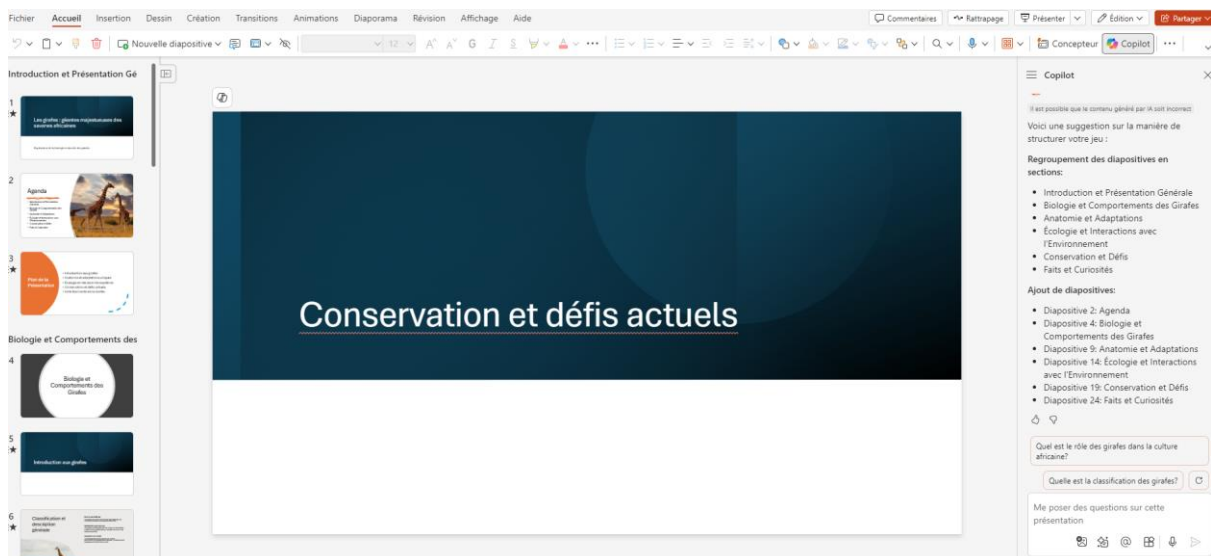 Fichier Accueil Insertion Dessin Création Transitions Animations Diaporama Révision Affichage Aide
Commentaires Rattrapage Présenter Édition Partager
Nouvelle diapositive 12 G I S Concepteur Copilot
Introduction et Présentation Gé
1
Les girafes : géantes majestueuses des savanes africaines
2
Agenda
3
Plan de la
Présentation
Biologie et Comportements des
4
Biologie et
Comportements des
Girafes
5
Introduction aux girafes
6
Classification et
description
générale
Conservation et défis actuels
Copilot
Il est possible que le contenu généré par IA soit incorrect
Voici une suggestion sur la manière de
structurer votre jeu :
Regroupement des diapositives en
sections:
• Introduction et Présentation Générale
• Biologie et Comportements des Girafes
• Anatomie et Adaptations
• Écologie et Interactions avec
l'Environnement
• Conservation et Défis
• Faits et Curiosités
Ajout de diapositives:
• Diapositive 2: Agenda
• Diapositive 4: Biologie et
Comportements des Girafes
• Diapositive 9: Anatomie et Adaptations
• Diapositive 14: Écologie et Interactions
avec l'Environnement
• Diapositive 19: Conservation et Défis
• Diapositive 24: Faits et Curiosités
Quel est le rôle des girafes dans la culture
africaine?
Quelle est la classification des girafes?
Me poser des questions sur cette
présentation